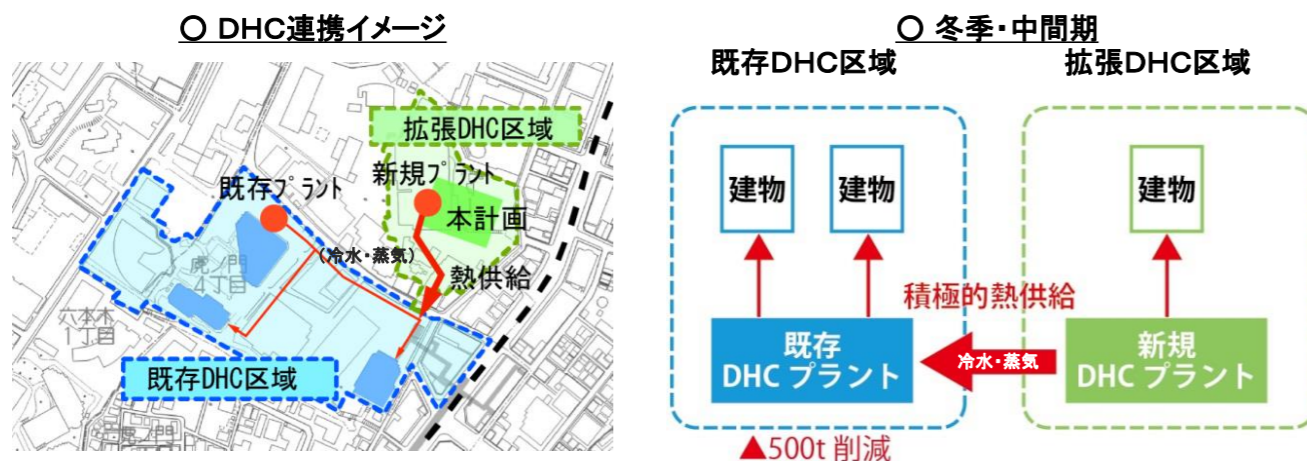 ○ DHC連携イメージ
拡張DHC区域
既存プラント
新規プラント
本計画
(冷水・蒸気)
熱供給
虎ノ門
4丁目
六本木
1丁目
既存DHC区域
虎ノ門
○ 冬季・中間期
既存DHC区域
拡張DHC区域
建物
建物
建物
積極的熱供給
既存
DHC プラント
冷水・蒸気
新規
DHC プラント
▲500t 削減